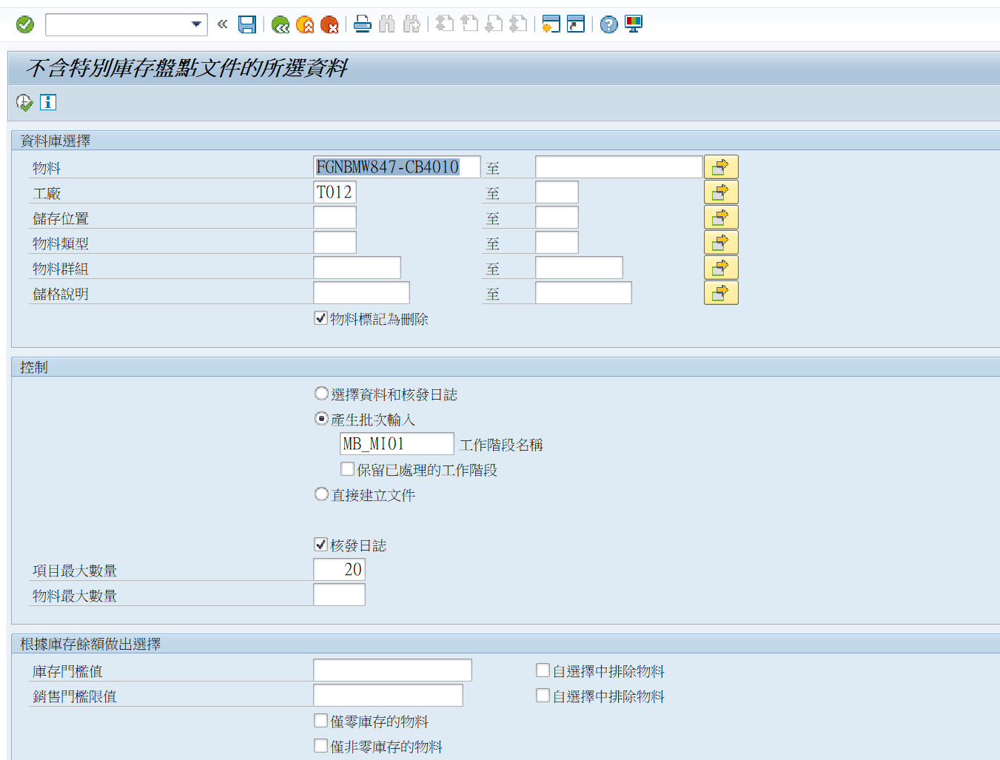 不含特別庫存盤點文件的所選資料
資料庫選擇
物料 FGNBMW847-CB4010 至
工廠 T012 至
儲存位置 至
物料類型 至
物料群組 至
儲格說明 至
物料標記為刪除
控制
選擇資料和核發日誌
產生批次輸入
MB_MI01 工作階段名稱
保留已處理的工作階段
直接建立文件
核發日誌
項目最大數量 20
物料最大數量
根據庫存餘額做出選擇
庫存門檻值 自選擇中排除物料
銷售門檻限值 自選擇中排除物料
僅零庫存的物料
僅非零庫存的物料